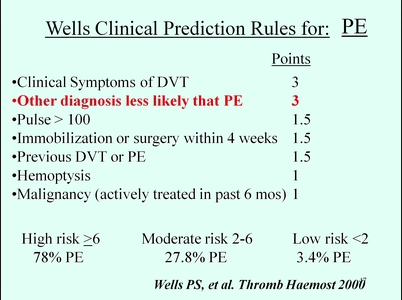 Wells Clinical Prediction Rules for: PE
Points
•Clinical Symptoms of DVT 3
•Other diagnosis less likely that PE 3
•Pulse > 100 1.5
•Immobilization or surgery within 4 weeks 1.5
•Previous DVT or PE 1.5
•Hemoptysis 1
•Malignancy (actively treated in past 6 mos) 1
High risk ≥6 Moderate risk 2-6 Low risk <2
78% PE 27.8% PE 3.4% PE
Wells PS, et al. Thromb Haemost 2000